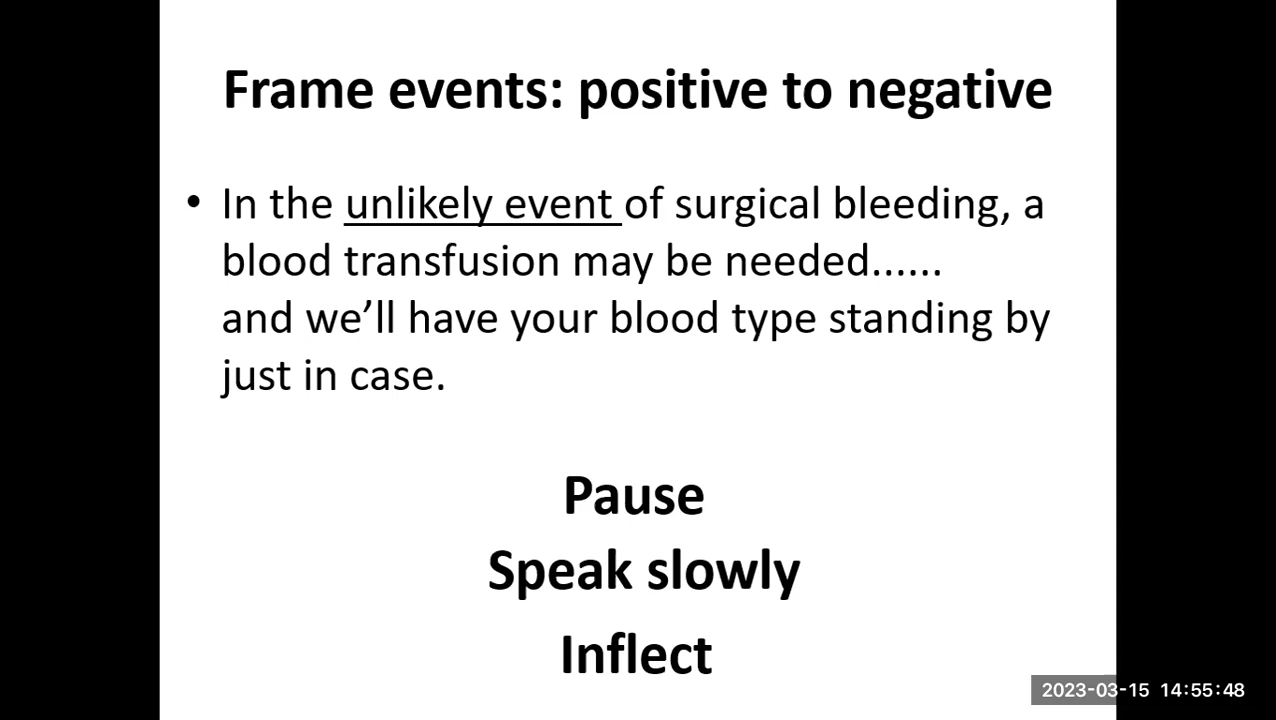 Frame events: positive to negative
• In the unlikely event of surgical bleeding, a
blood transfusion may be needed......
and we’ll have your blood type standing by
just in case.
Pause
Speak slowly
Inflect
2023-03-15 14:55:48